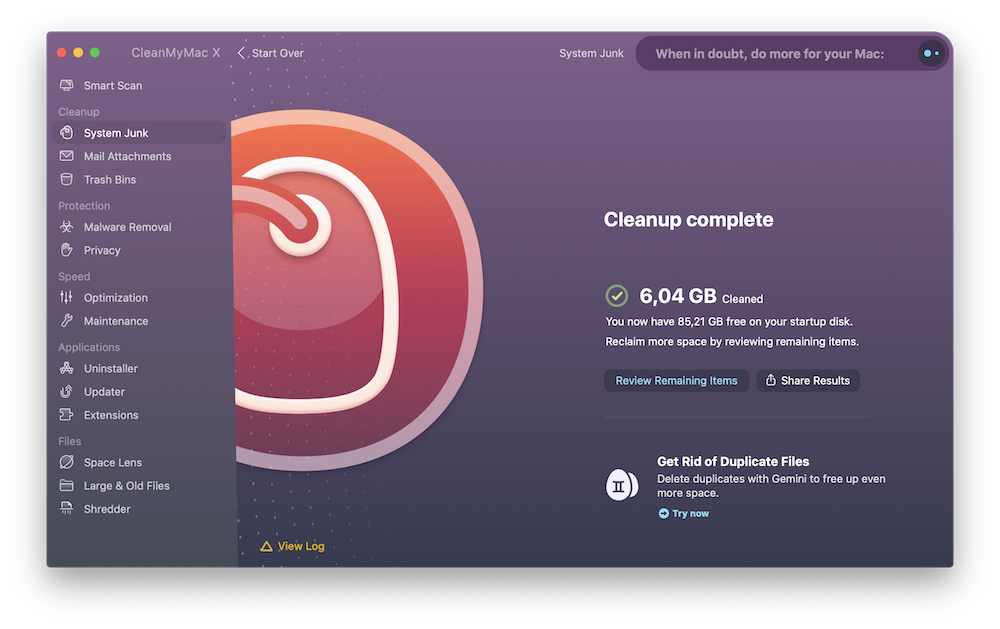 CleanMyMac X
Start Over
System Junk
When in doubt, do more for your Mac:
Smart Scan
Cleanup
System Junk
Mail Attachments
Trash Bins
Protection
Malware Removal
Privacy
Speed
Optimization
Maintenance
Applications
Uninstaller
Updater
Extensions
Files
Space Lens
Large & Old Files
Shredder
Cleanup complete
6,04 GB Cleaned
You now have 85,21 GB free on your startup disk.
Reclaim more space by reviewing remaining items.
Review Remaining Items
Share Results
Get Rid of Duplicate Files
Delete duplicates with Gemini to free up even
more space.
Try now
View Log